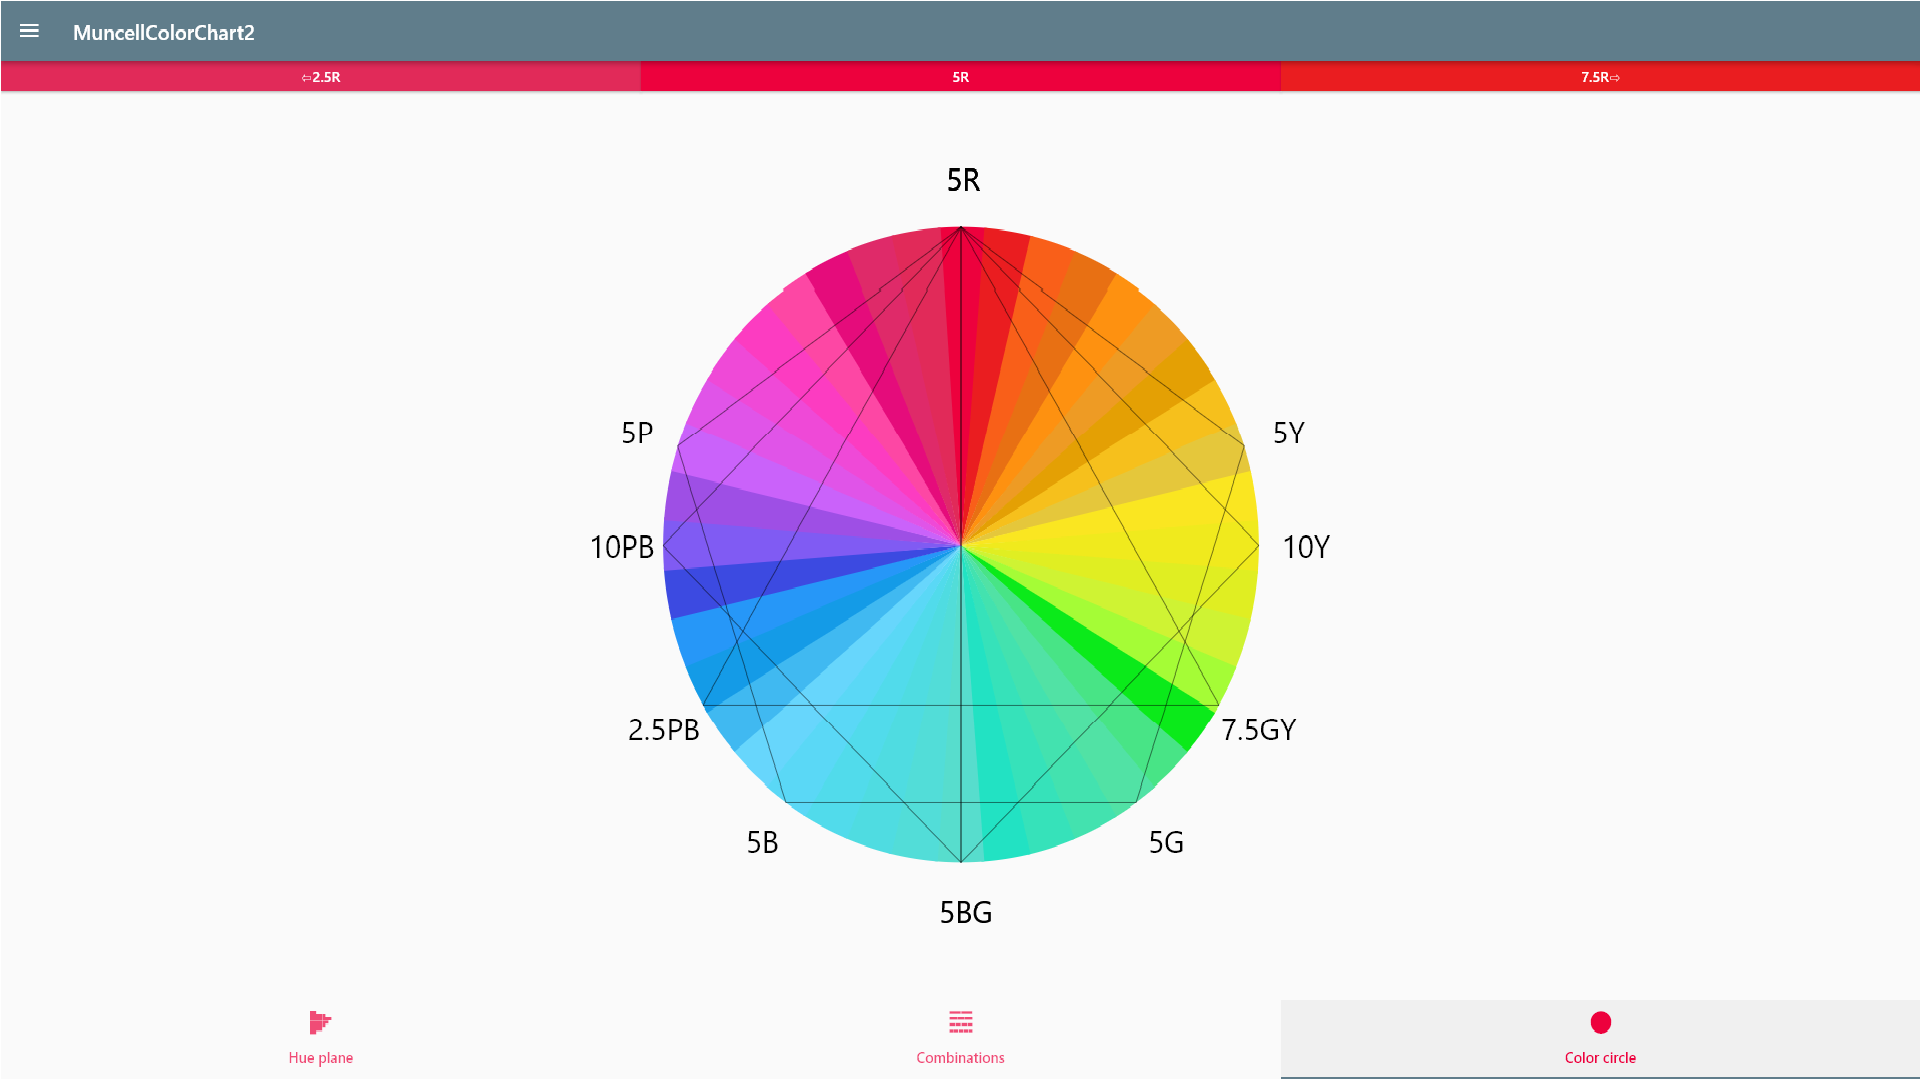 MuncellColorChart2
⇦2.5R
5R
7.5R⇨
5R
5P
5Y
10PB
10Y
2.5PB
7.5GY
5B
5G
5BG
Hue plane
Combinations
Color circle